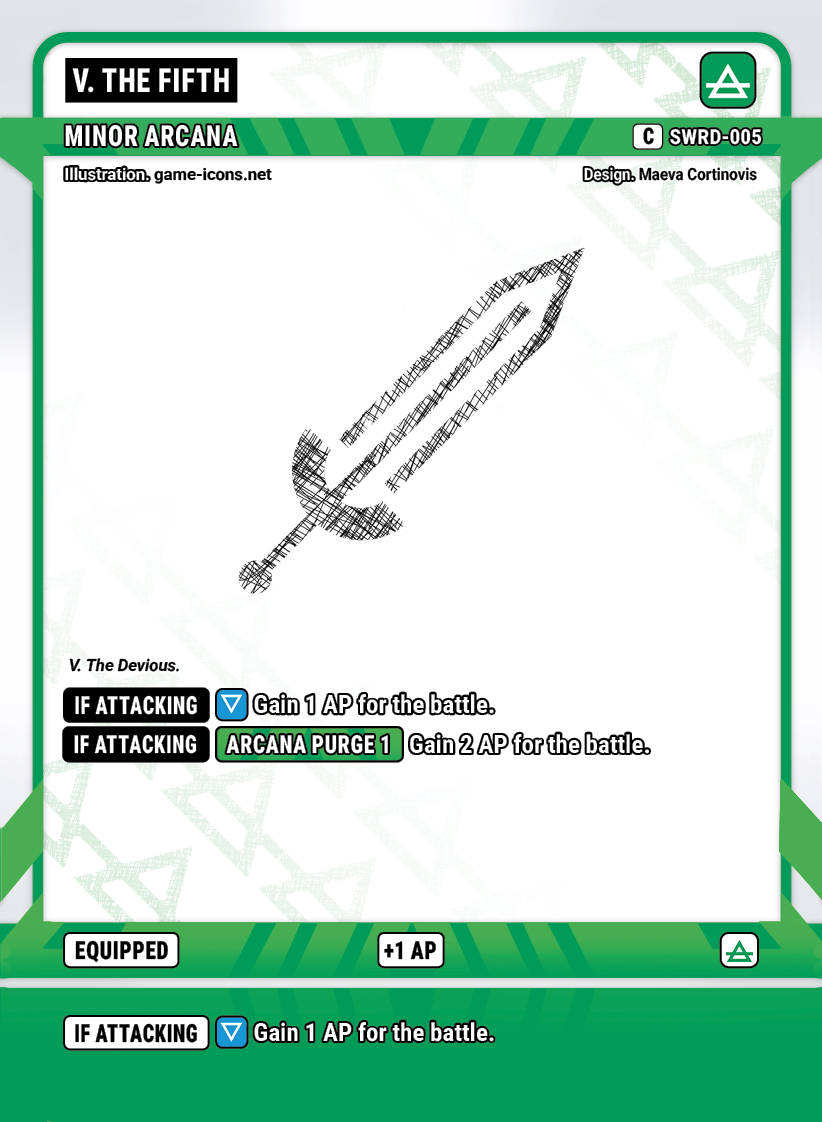 V. THE FIFTH
MINOR ARCANA
C SWRD-005
Illustration. game-icons.net
Design. Maeva Cortinovis
V. The Devious.
IF ATTACKING Gain 1 AP for the battle.
IF ATTACKING ARCANA PURGE 1 Gain 2 AP for the battle.
EQUIPPED
+1 AP
IF ATTACKING Gain 1 AP for the battle.